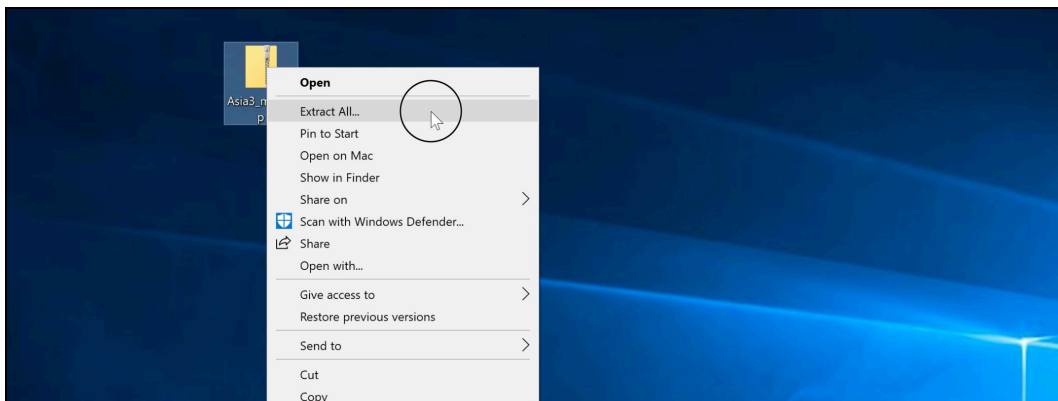 Asia3_m
p
Open
Extract All...
Pin to Start
Open on Mac
Show in Finder
Share on
Scan with Windows Defender...
Share
Open with...
Give access to
Restore previous versions
Send to
Cut
Copy